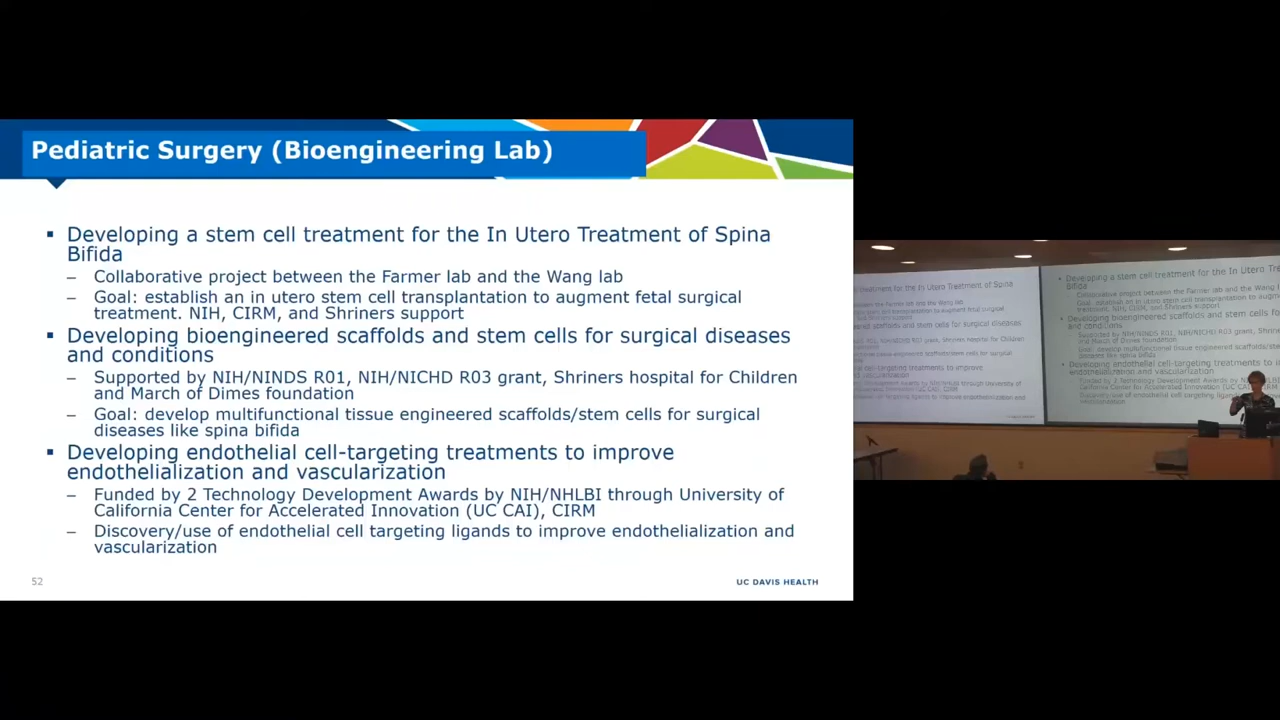 Pediatric Surgery (Bioengineering Lab)
▪ Developing a stem cell treatment for the In Utero Treatment of Spina
Bifida
– Collaborative project between the Farmer lab and the Wang lab
– Goal: establish an in utero stem cell transplantation to augment fetal surgical
treatment. NIH, CIRM, and Shriners support
▪ Developing bioengineered scaffolds and stem cells for surgical diseases
and conditions
– Supported by NIH/NINDS R01, NIH/NICHD R03 grant, Shriners hospital for Children
and March of Dimes foundation
– Goal: develop multifunctional tissue engineered scaffolds/stem cells for surgical
diseases like spina bifida
▪ Developing endothelial cell-targeting treatments to improve
endothelialization and vascularization
– Funded by 2 Technology Development Awards by NIH/NHLBI through University of
California Center for Accelerated Innovation (UC CAI), CIRM
– Discovery/use of endothelial cell targeting ligands to improve endothelialization and
vascularization
52
UC DAVIS HEALTH